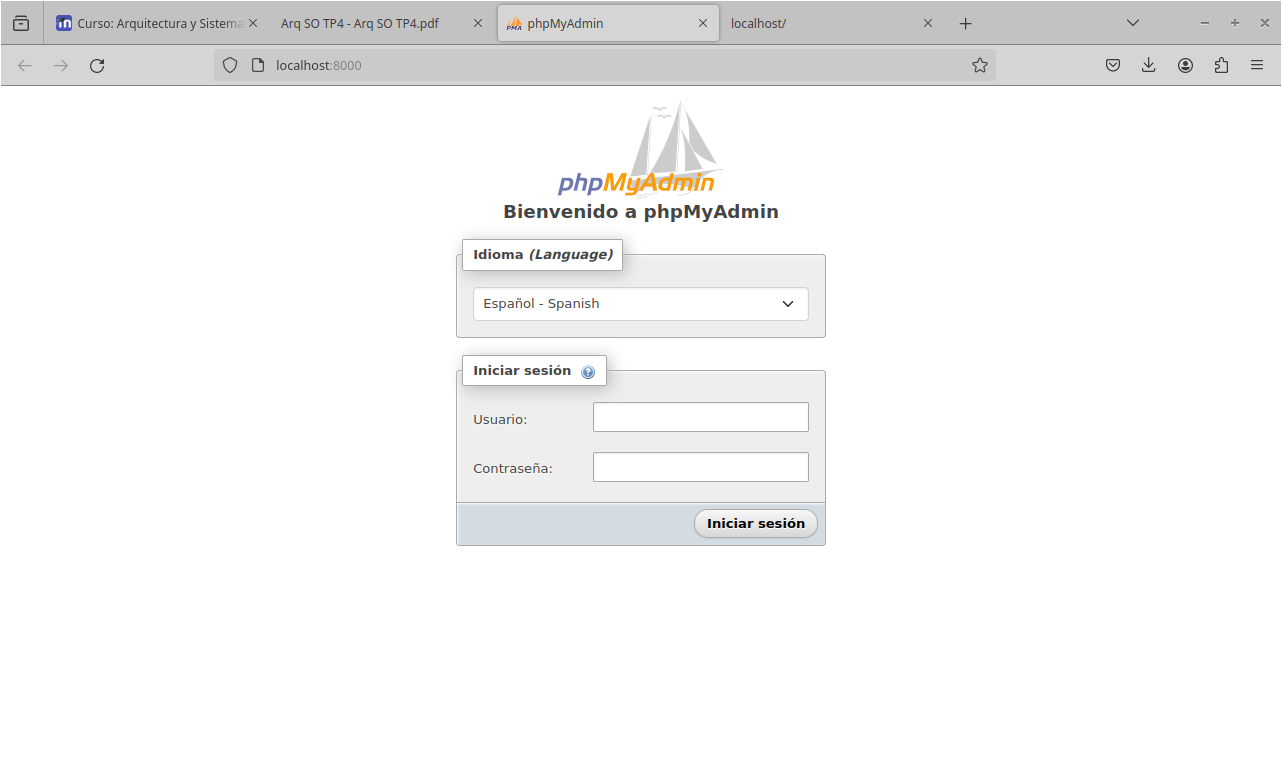 Curso: Arquitectura y Sistema
Arq SO TP4 - Arq SO TP4.pdf
phpMyAdmin
localhost/
localhost:8000
phpMyAdmin
Bienvenido a phpMyAdmin
Idioma (Language)
Español - Spanish
Iniciar sesión
Usuario:
Contraseña:
Iniciar sesión